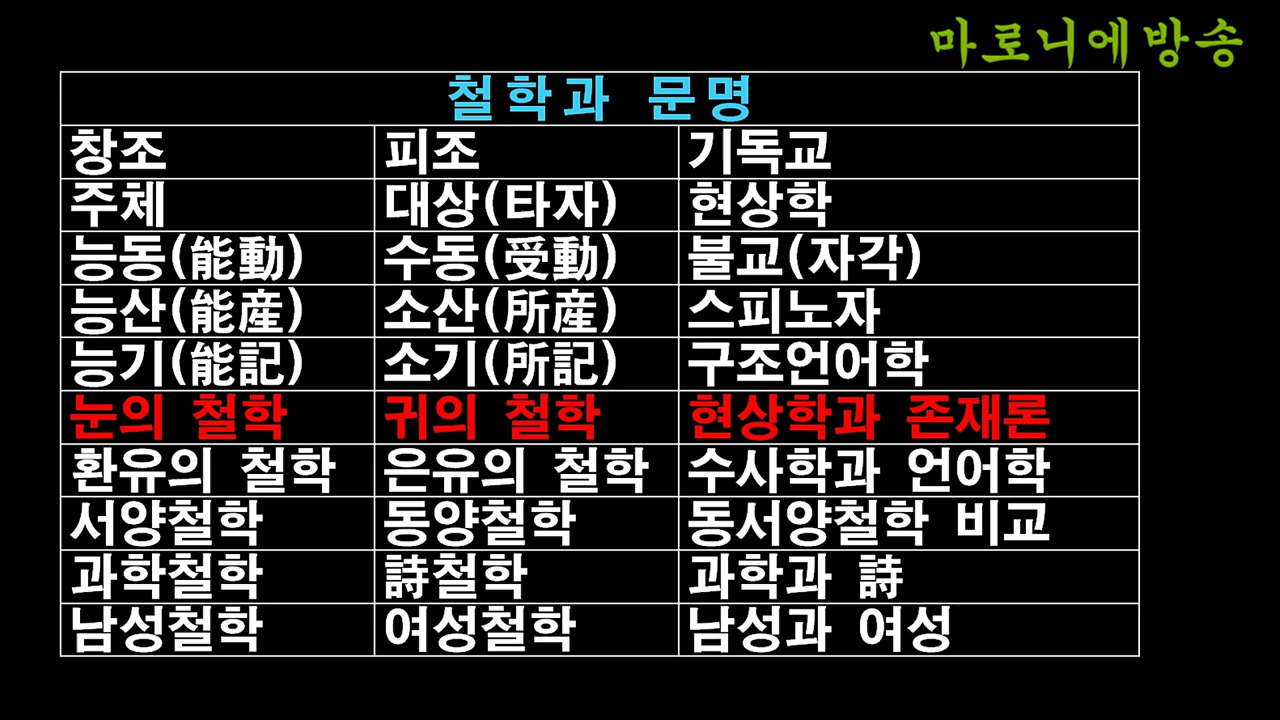 마로니에방송
철학과 문명
창조 피조 기독교
주체 대상(타자) 현상학
능동(能動) 수동(受動) 불교(자각)
능산(能産) 소산(所産) 스피노자
능기(能記) 소기(所記) 구조언어학
눈의 철학 귀의 철학 현상학과 존재론
환유의 철학 은유의 철학 수사학과 언어학
서양철학 동양철학 동서양철학 비교
과학철학 詩철학 과학과 詩
남성철학 여성철학 남성과 여성